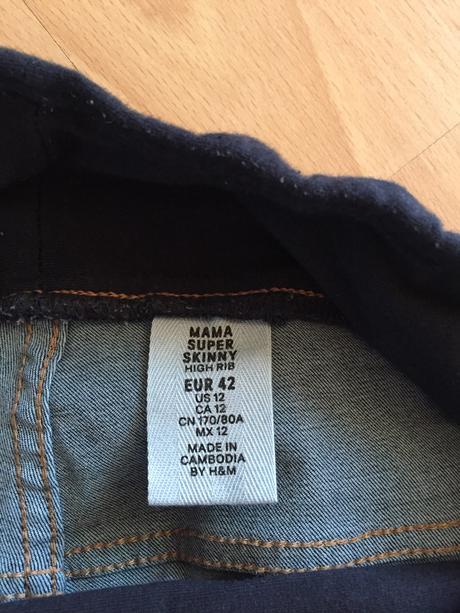 MAMA
SUPER
SKINNY
HIGH RIB
EUR 42
US 12
CA 12
CN 170/80A
MX 12
MADE IN
CAMBODIA
BY H&M